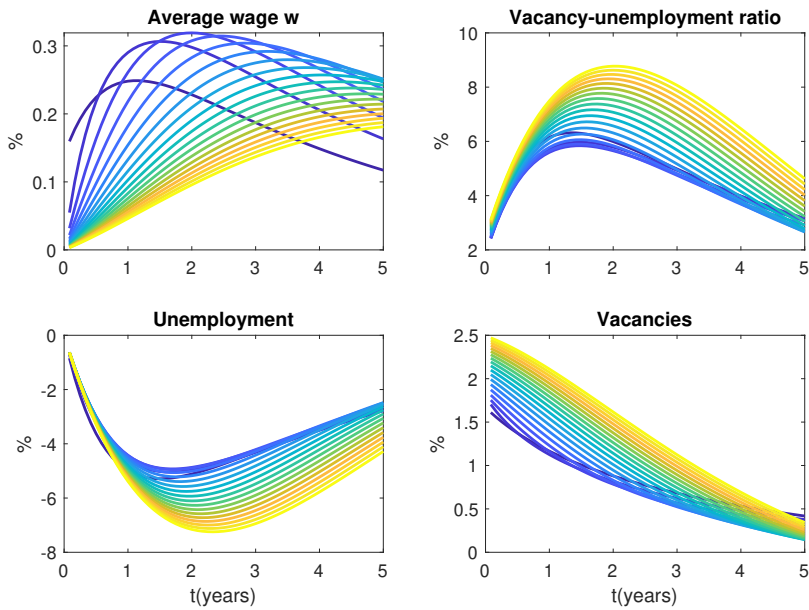 Average wage w
%
0.3
0.2
0.1
0
0 1 2 3 4 5
Vacancy-unemployment ratio
%
10
8
6
4
2
0 1 2 3 4 5
Unemployment
%
0
-2
-4
-6
-8
0 1 2 3 4 5
t(years)
Vacancies
%
2.5
2
1.5
1
0.5
0
0 1 2 3 4 5
t(years)